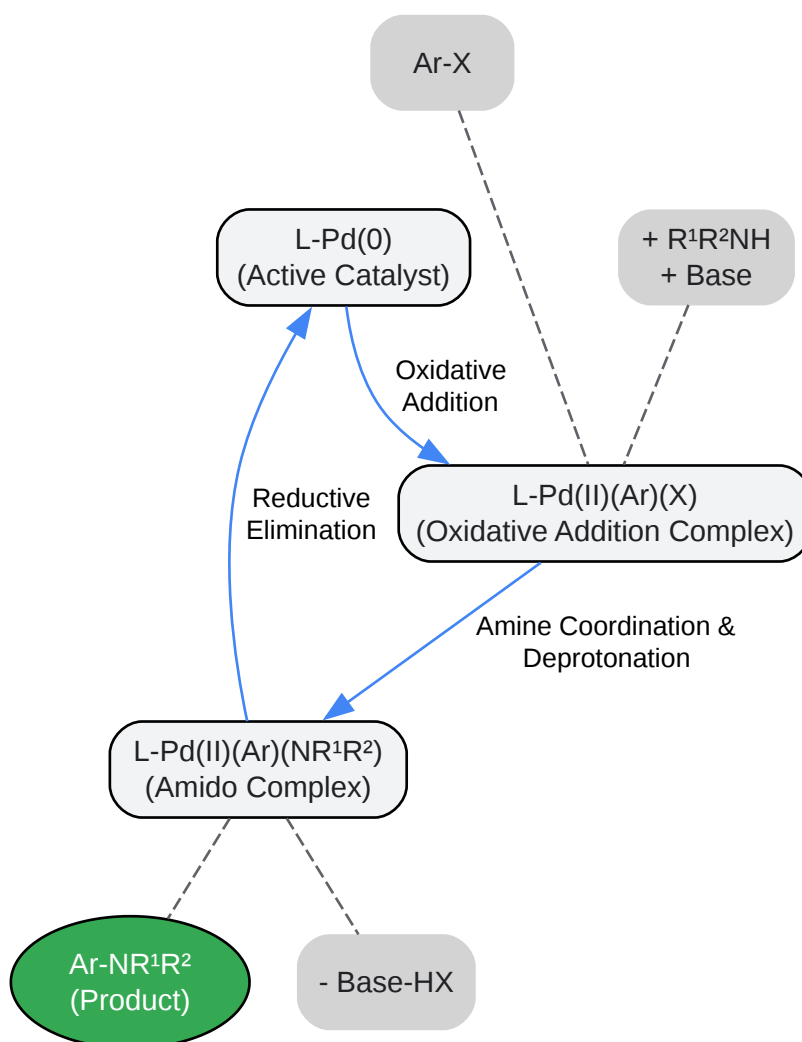 Ar-X
L-Pd(0)
(Active Catalyst)
+ R¹R²NH
+ Base
Oxidative
Addition
Reductive
Elimination
L-Pd(II)(Ar)(X)
(Oxidative Addition Complex)
Amine Coordination &
Deprotonation
L-Pd(II)(Ar)(NR¹R²)
(Amido Complex)
Ar-NR¹R²
(Product)
- Base-HX